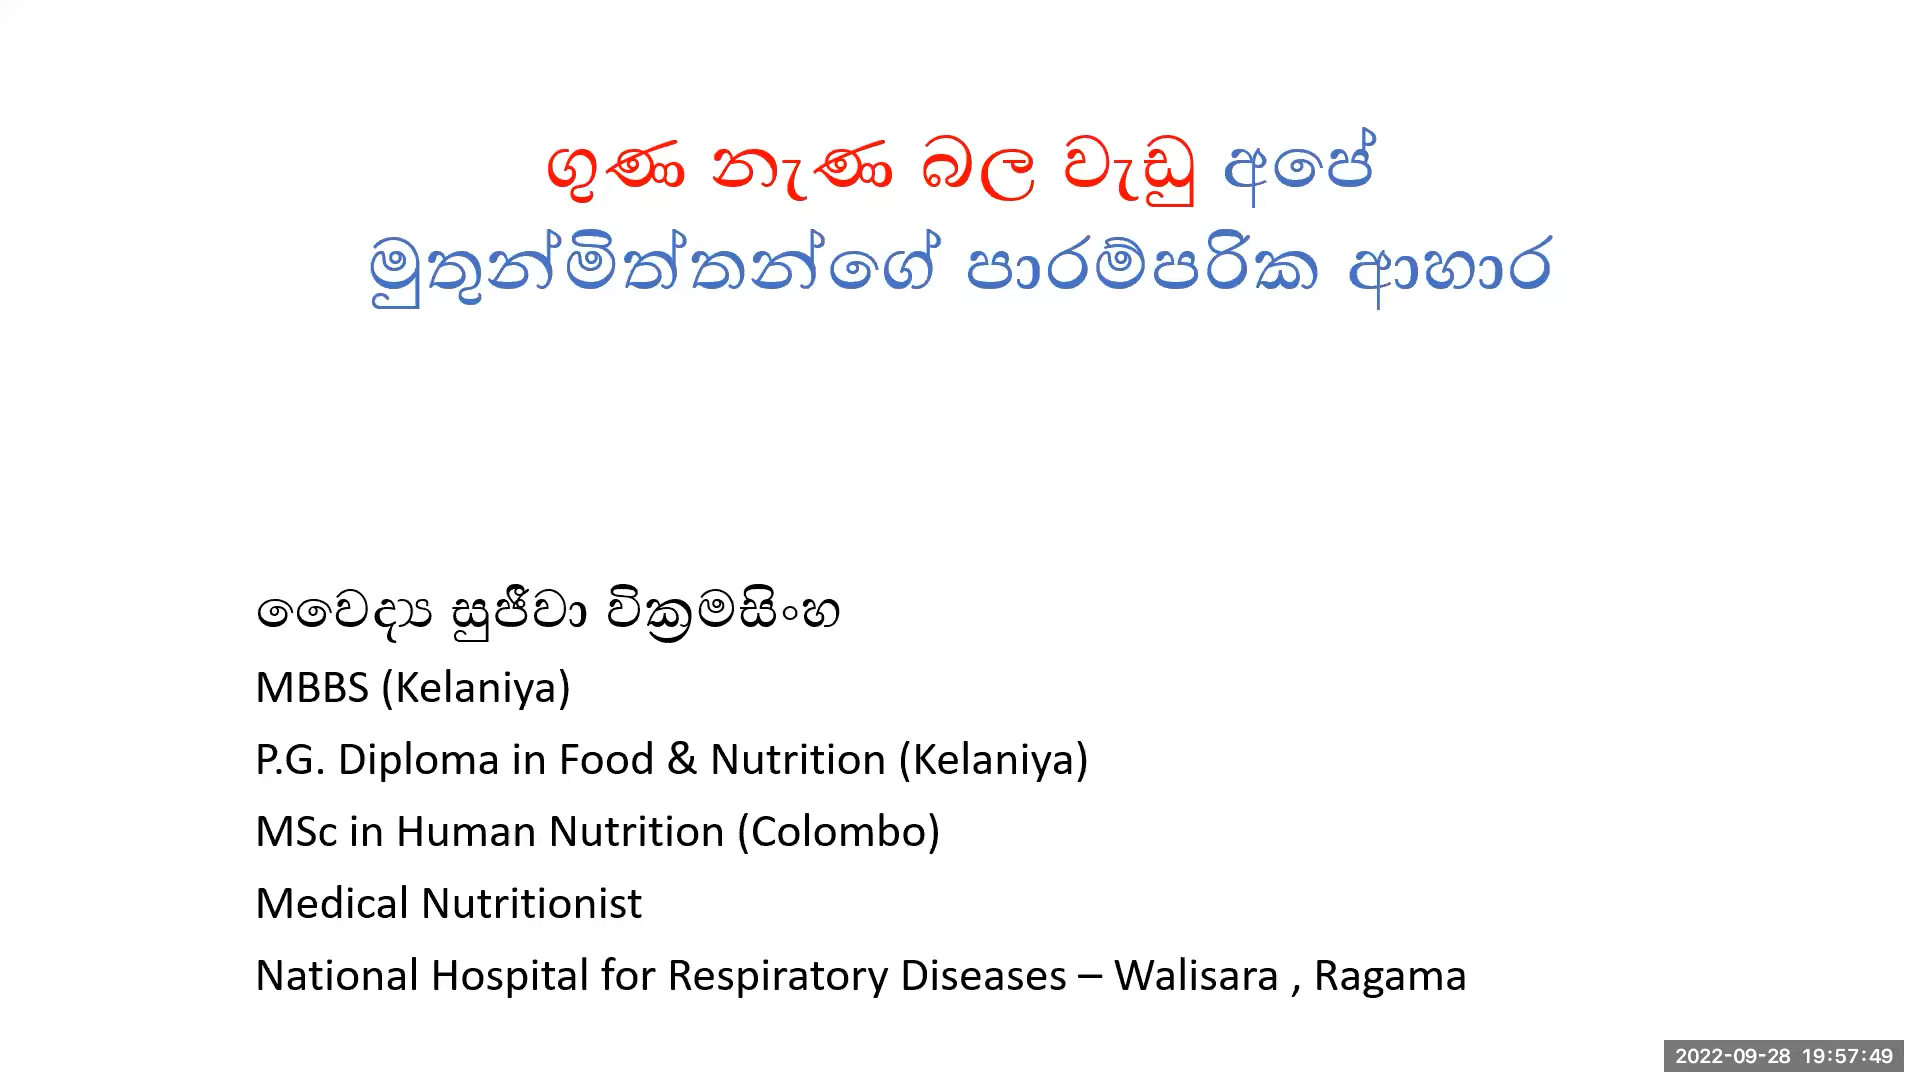 ගුණ නැණ බල වැඩූ අපේ
මුතුන්මිත්තන්ගේ පාරම්පරික ආහාර
වෛද්‍ය සුජීවා වික්‍රමසිංහ
MBBS (Kelaniya)
P.G. Diploma in Food & Nutrition (Kelaniya)
MSc in Human Nutrition (Colombo)
Medical Nutritionist
National Hospital for Respiratory Diseases – Walisara , Ragama
2022-09-28 19:57:49